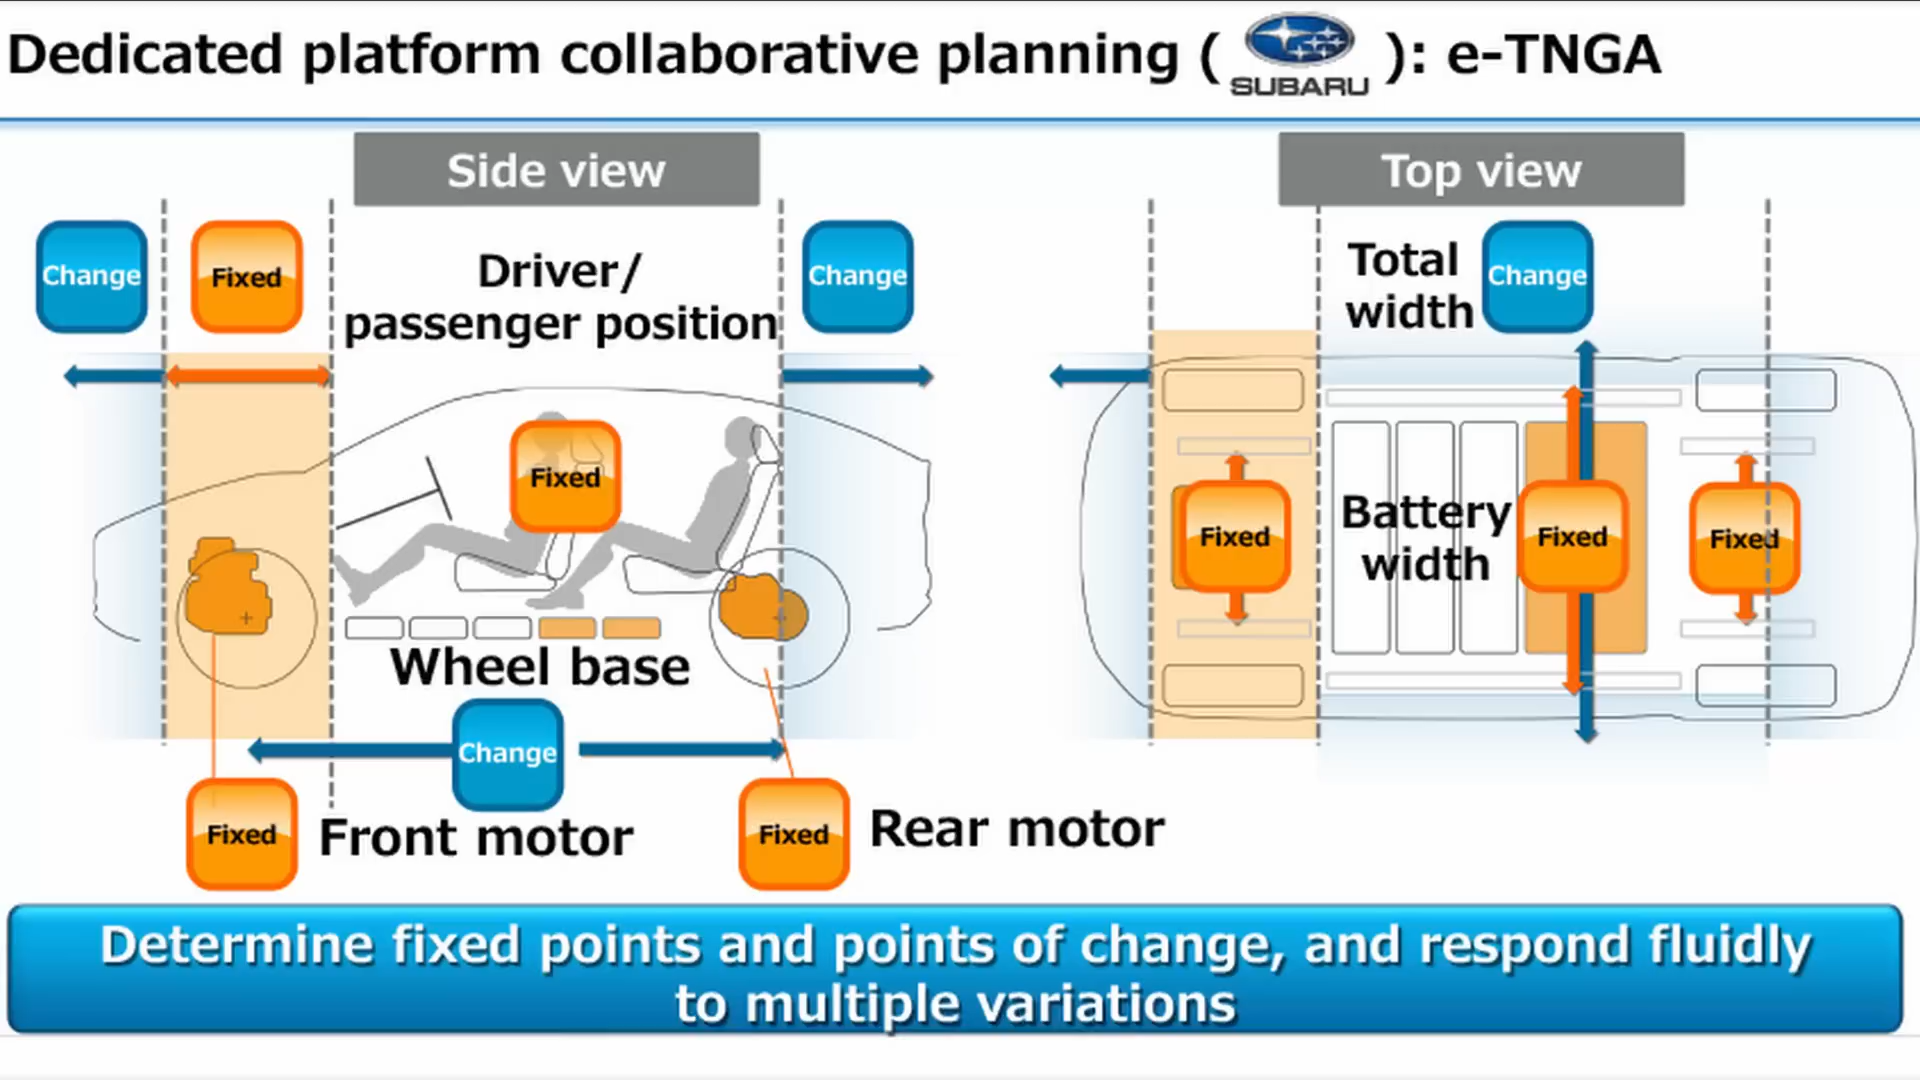 Dedicated platform collaborative planning ( SUBARU ): e-TNGA
Side view
Top view
Change
Fixed
Driver/
passenger position
Change
Total
width
Change
Fixed
Fixed
Battery
width
Fixed
Fixed
Wheel base
Change
Fixed
Front motor
Fixed
Rear motor
Determine fixed points and points of change, and respond fluidly
to multiple variations